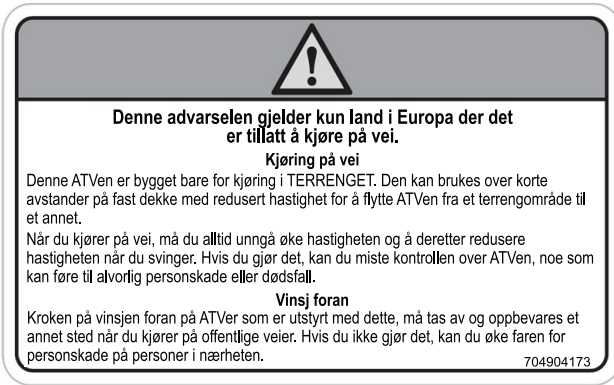 Denne advarselen gjelder kun land i Europa der det
er tillatt å kjøre på vei.
Kjøring på vei
Denne ATVen er bygget bare for kjøring i TERRENGET. Den kan brukes over korte
avstander på fast dekke med redusert hastighet for å flytte ATVen fra et terrengområde til
et annet.
Når du kjører på vei, må du alltid unngå øke hastigheten og å deretter redusere
hastigheten når du svinger. Hvis du gjør det, kan du miste kontrollen over ATVen, noe som
kan føre til alvorlig personskade eller dødsfall.
Vinsj foran
Kroken på vinsjen foran på ATVer som er utstyrt med dette, må tas av og oppbevares et
annet sted når du kjører på offentlige veier. Hvis du ikke gjør det, kan du øke faren for
personskade på personer i nærheten.
704904173